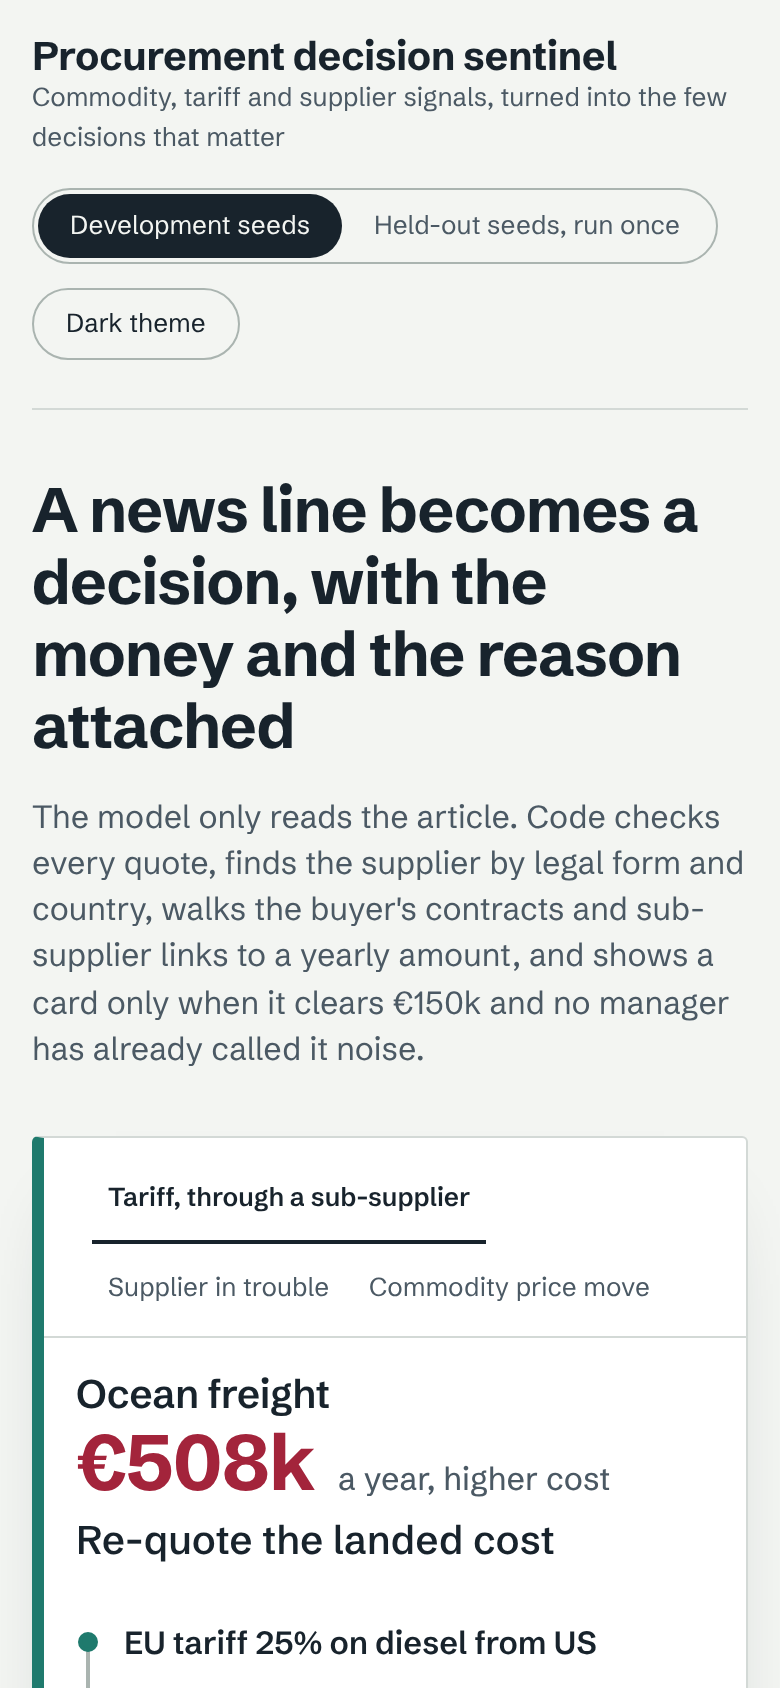 Procurement decision sentinel
Commodity, tariff and supplier signals, turned into the few
decisions that matter
Development seeds
Held-out seeds, run once
Dark theme
A news line becomes a
decision, with the
money and the reason
attached
The model only reads the article. Code checks
every quote, finds the supplier by legal form and
country, walks the buyer's contracts and sub-
supplier links to a yearly amount, and shows a
card only when it clears €150k and no manager
has already called it noise.
Tariff, through a sub-supplier
Supplier in trouble
Commodity price move
Ocean freight
€508k a year, higher cost
Re-quote the landed cost
EU tariff 25% on diesel from US